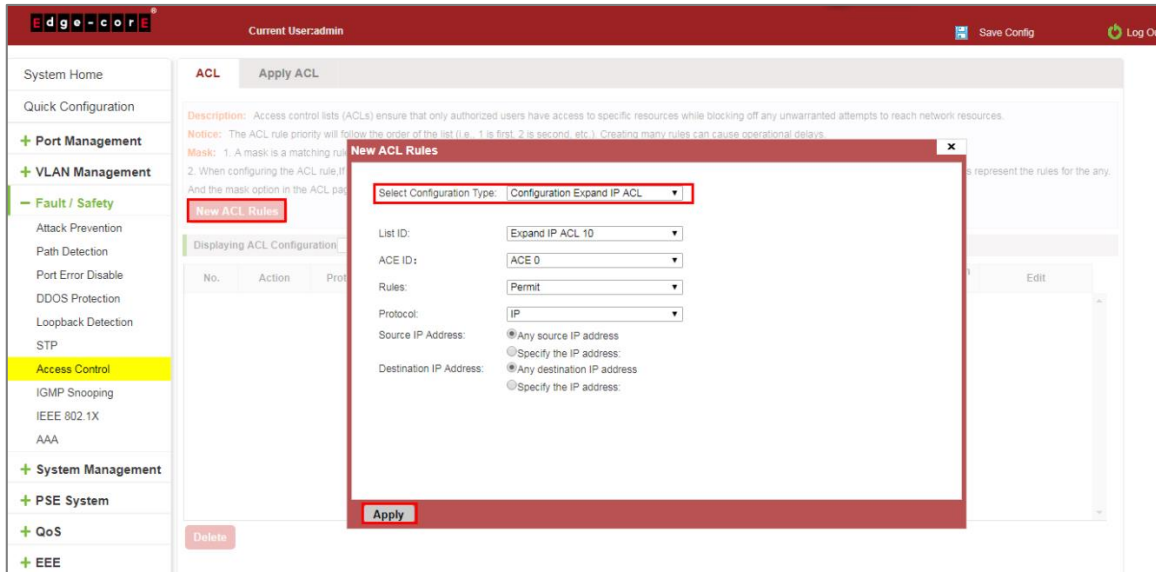 Edge-corE®
Current User:admin
Save Config
Log Ou
System Home
Quick Configuration
+ Port Management
+ VLAN Management
− Fault / Safety
Attack Prevention
Path Detection
Port Error Disable
DDOS Protection
Loopback Detection
STP
Access Control
IGMP Snooping
IEEE 802.1X
AAA
+ System Management
+ PSE System
+ QoS
+ EEE
ACL Apply ACL
Description: Access control lists (ACLs) ensure that only authorized users have access to specific resources while blocking off any unwarranted attempts to reach network resources.
Notice: The ACL rule priority will follow the order of the list (i.e., 1 is first, 2 is second, etc.). Creating many rules can cause operational delays.
Mask: 1. A mask is a matching rul
2. When configuring the ACL rule,If s represent the rules for the any.
And the mask option in the ACL pag
New ACL Rules
Displaying ACL Configuration
No. Action Prot Edit
Delete
New ACL Rules x
Select Configuration Type: Configuration Expand IP ACL
List ID: Expand IP ACL 10
ACE ID: ACE 0
Rules: Permit
Protocol: IP
Source IP Address: Any source IP address
Specify the IP address:
Destination IP Address: Any destination IP address
Specify the IP address:
Apply